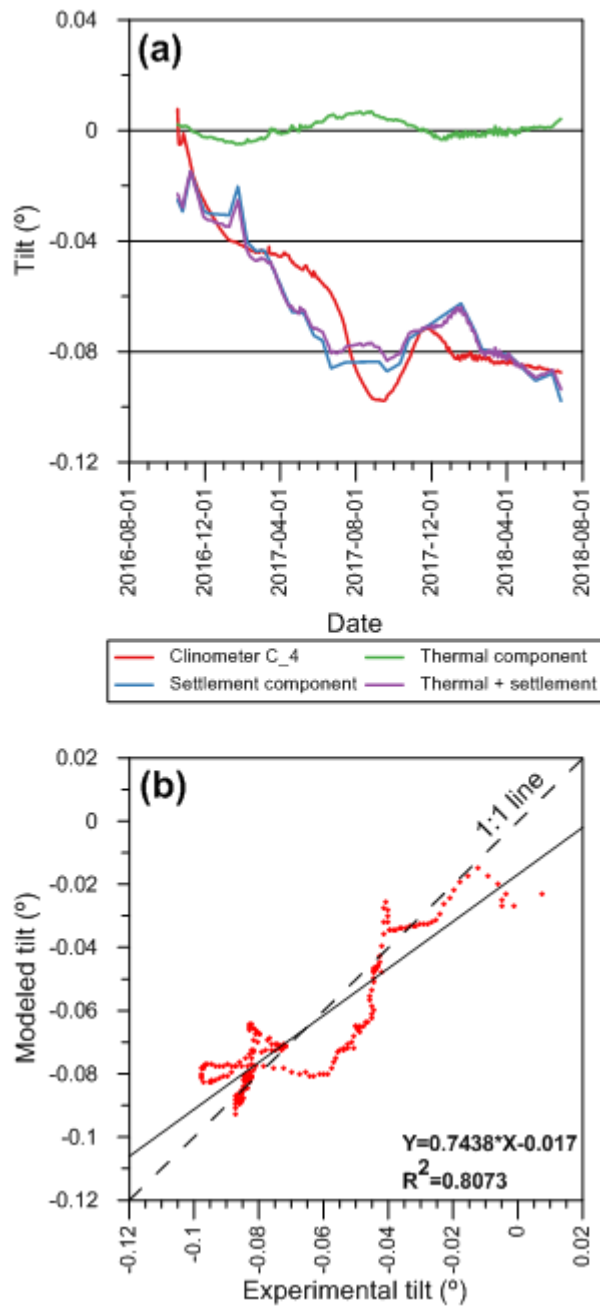 (a)
0.04
0
-0.04
-0.08
-0.12
Tilt (º)
2016-08-01
2016-12-01
2017-04-01
2017-08-01
2017-12-01
2018-04-01
2018-08-01
Date
Clinometer C_4
Thermal component
Settlement component
Thermal + settlement
(b)
1:1 line
0.02
0
-0.02
-0.04
-0.06
-0.08
-0.1
-0.12
Modeled tilt (º)
Y=0.7438*X-0.017
R²=0.8073
-0.12
-0.1
-0.08
-0.06
-0.04
-0.02
0
0.02
Experimental tilt (º)